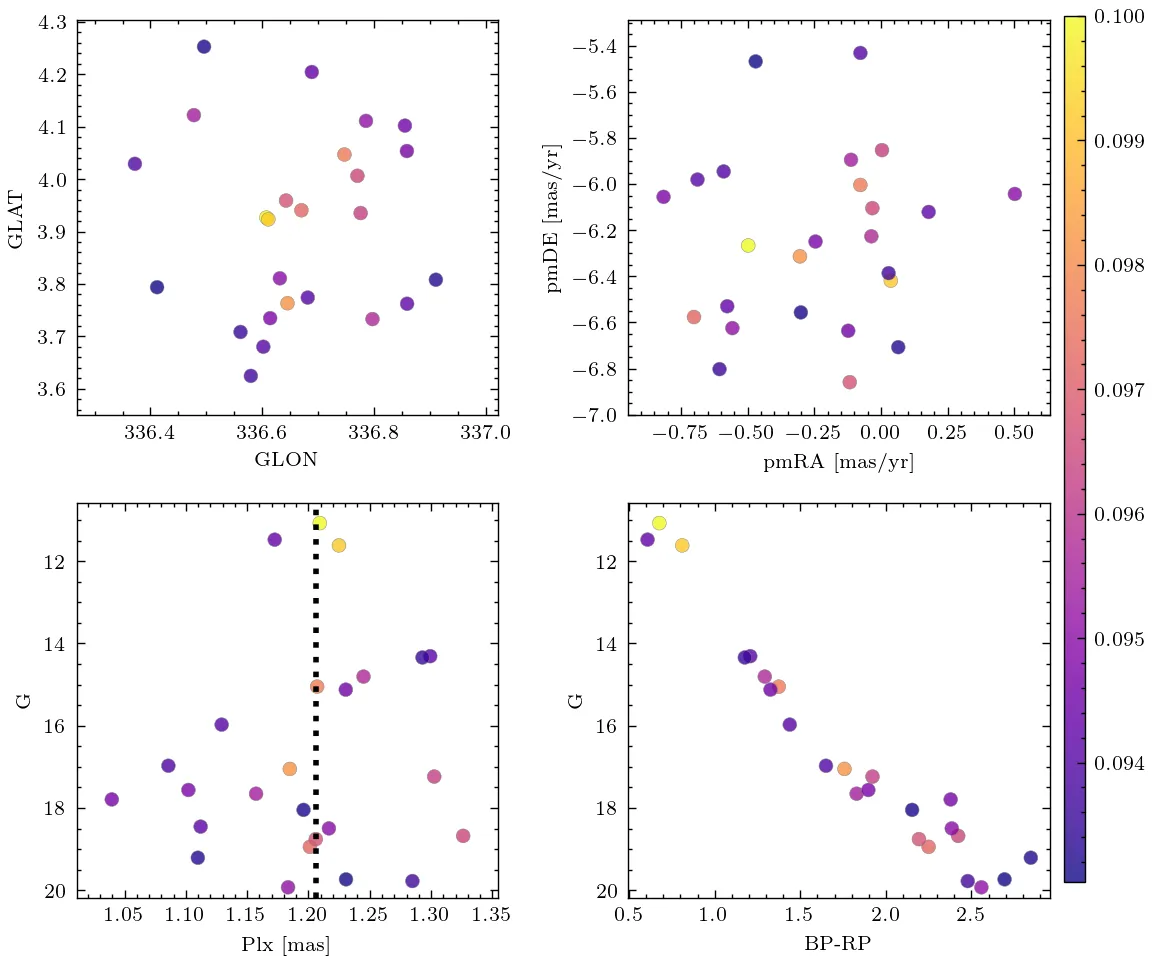 4.3
4.2
4.1
4.0
3.9
3.8
3.7
3.6
GLAT
336.4 336.6 336.8 337.0
GLON
−5.4
−5.6
−5.8
−6.0
−6.2
−6.4
−6.6
−6.8
−7.0
pmDE [mas/yr]
−0.75 −0.50 −0.25 0.00 0.25 0.50
pmRA [mas/yr]
0.100
0.099
0.098
0.097
0.096
0.095
0.094
12
14
16
18
20
G
1.05 1.10 1.15 1.20 1.25 1.30 1.35
Plx [mas]
12
14
16
18
20
G
0.5 1.0 1.5 2.0 2.5
BP-RP